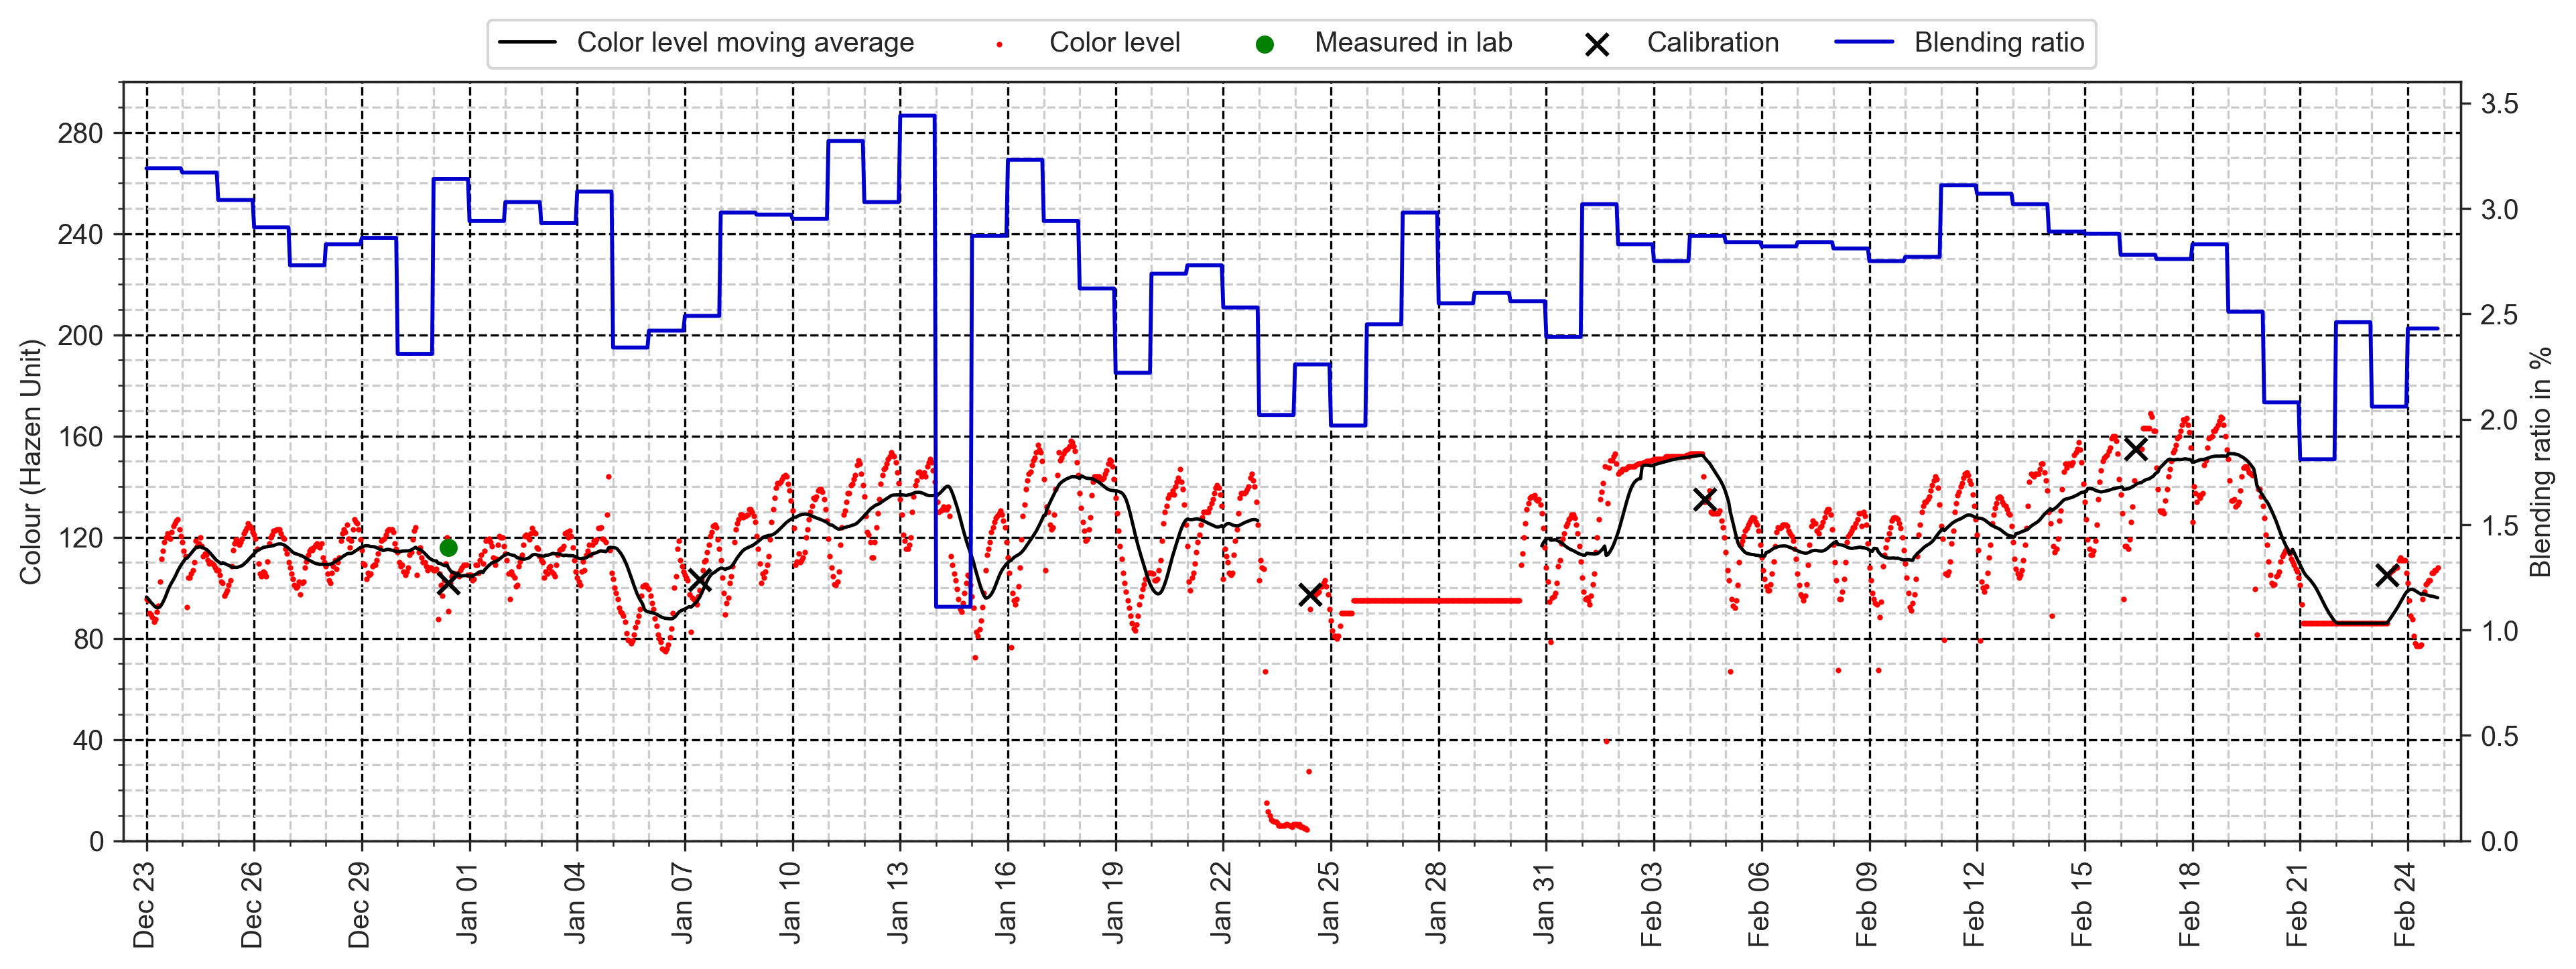 Color level moving average Color level Measured in lab Calibration Blending ratio
Colour (Hazen Unit)
280
240
200
160
120
80
40
0
3.5
3.0
2.5
2.0
1.5
1.0
0.5
0.0
Blending ratio in %
Dec 23
Dec 26
Dec 29
Jan 01
Jan 04
Jan 07
Jan 10
Jan 13
Jan 16
Jan 19
Jan 22
Jan 25
Jan 28
Jan 31
Feb 03
Feb 06
Feb 09
Feb 12
Feb 15
Feb 18
Feb 21
Feb 24